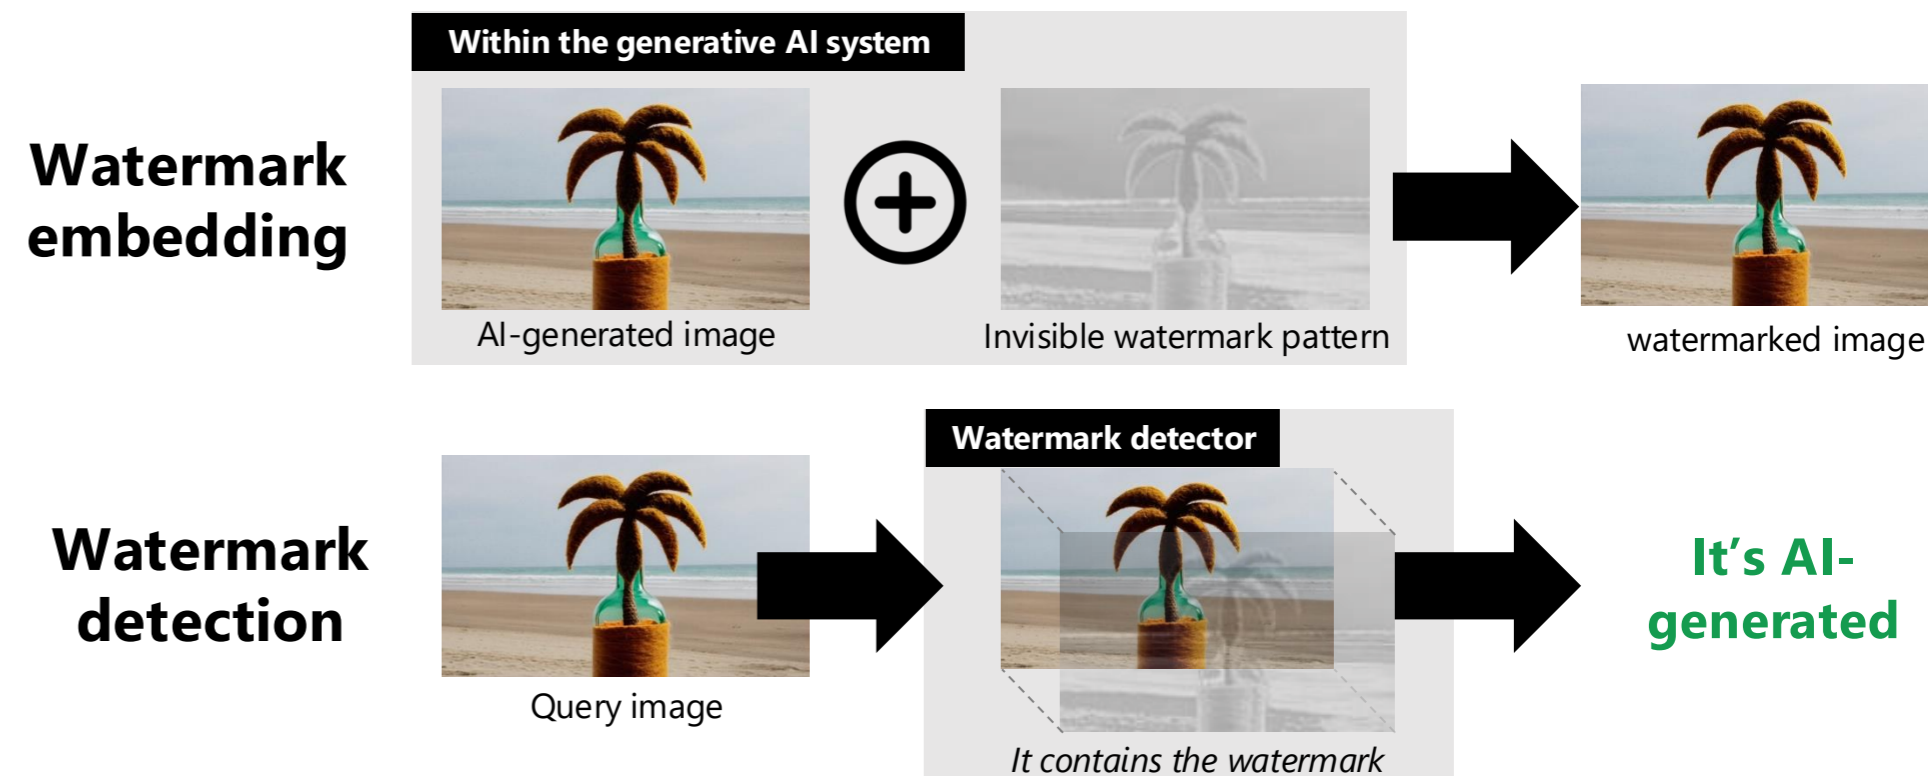 Within the generative AI system
Watermark
embedding
AI-generated image
Invisible watermark pattern
watermarked image
Watermark detector
Watermark
detection
Query image
It contains the watermark
It's AI-
generated